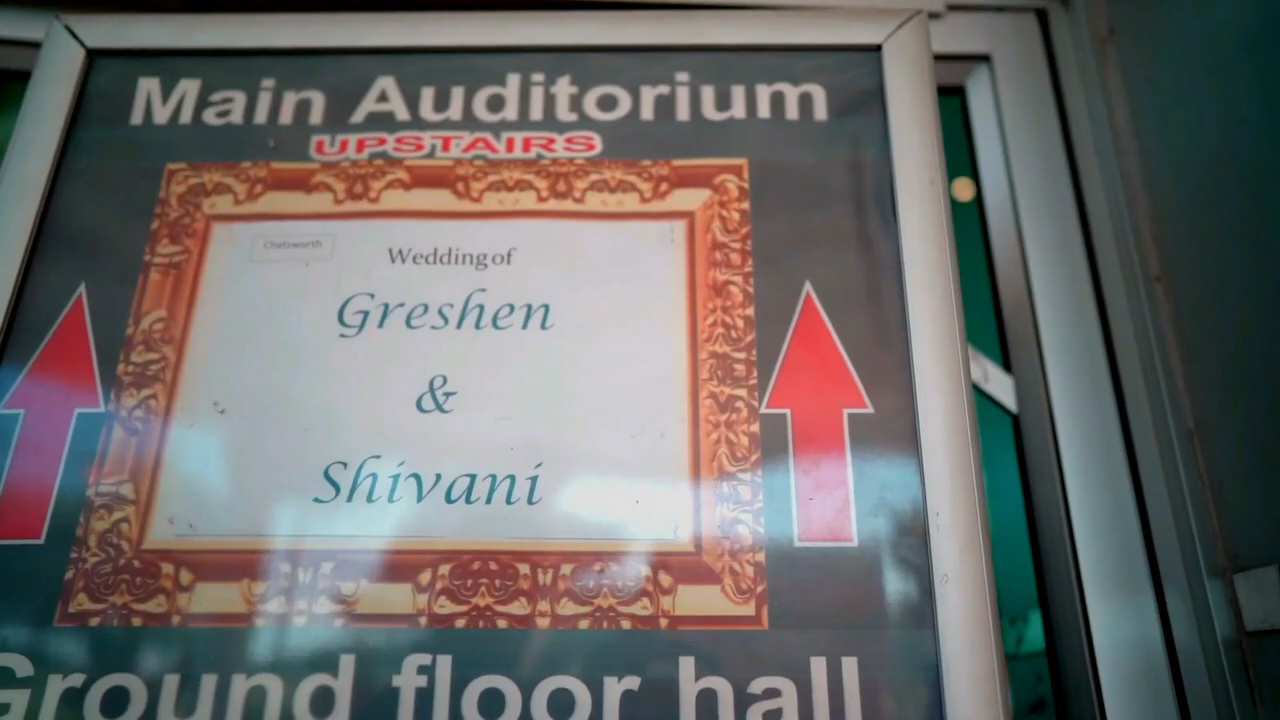 Main Auditorium
UPSTAIRS
Chatsworth
Wedding of
Greshen
&
Shivani
Ground floor hall